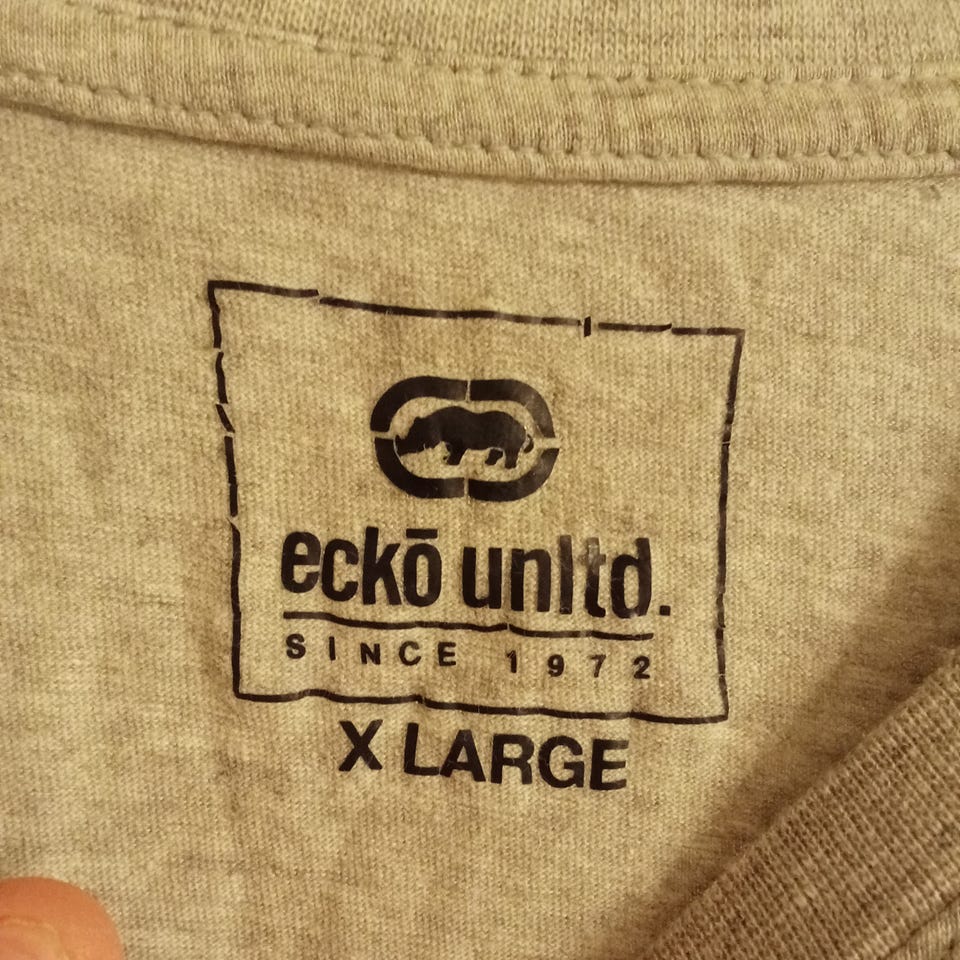 eckō unltd.
SINCE 1972
X LARGE